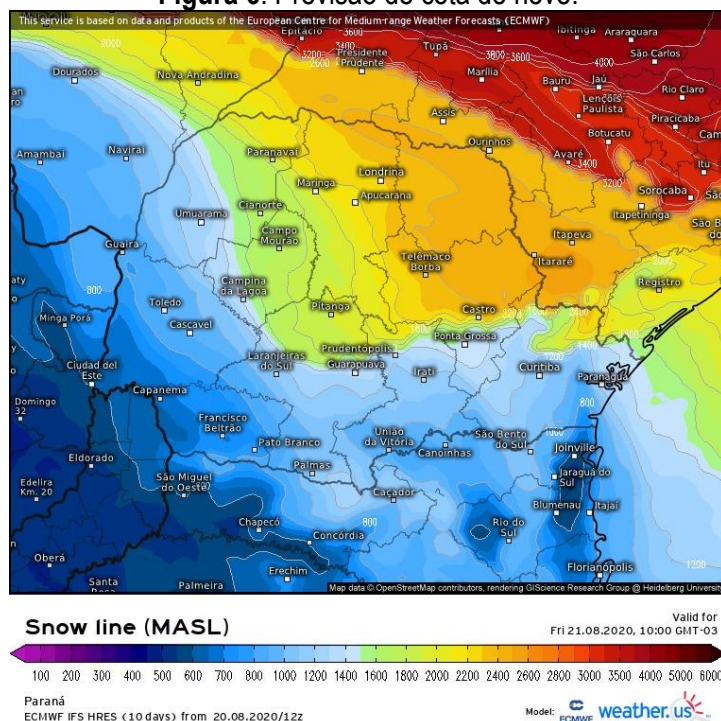 Figura 6. Previsão de cota de neve.
This service is based on data and products of the European Centre for Medium-range Weather Forecasts (ECMWF)
Epitácio
Presidente
Prudente
Tupã
Ibitinga
Araraquara
São Carlos
Dourados
Nova Andradina
Marília
Bauru
Jaú
Rio Claro
Lençóis
Paulista
Piracicaba
Assis
Botucatu
Ourinhos
Avaré
Itu
Amambai
Naviraí
Paranavaí
Londrina
Maringa
Apucarana
Sorocaba
Itapetininga
Umuarama
Cianorte
Campo
Mourão
Itapeva
Guaíra
Telêmaco
Borba
Itararé
Registro
Toledo
Campina
da Lagoa
Minga Porá
Cascavel
Pitanga
Castro
Prudentópolis
Ponta Grossa
Laranjeiras
do Sul
Guarapuava
Irati
Curitiba
Paranaguá
Ciudad del
Este
Capanema
Domingo
32
Francisco
Beltrão
Pato Branco
União
da Vitória
Canoinhas
São Bento
do Sul
Joinville
Eldorado
Palmas
Jaraguá do
Sul
São Miguel
do Oeste
Edelira
Km. 20
Caçador
Blumenau
Itajaí
Rio do
Sul
Chapecó
Concórdia
Oberá
Erechim
Florianópolis
Santa
Palmeira
Map data © OpenStreetMap contributors, rendering GIScience Research Group @ Heidelberg University
Snow line (MASL)
Valid for
Fri 21.08.2020, 10:00 GMT-03
100 200 300 400 500 600 700 800 900 1000 1200 1400 1600 1800 2000 2200 2400 2600 2800 3000 3500 4000 5000 6000
Paraná
ECMWF IFS HRES (10 days) from 20.08.2020/12z
Model: ECMWF weather.us